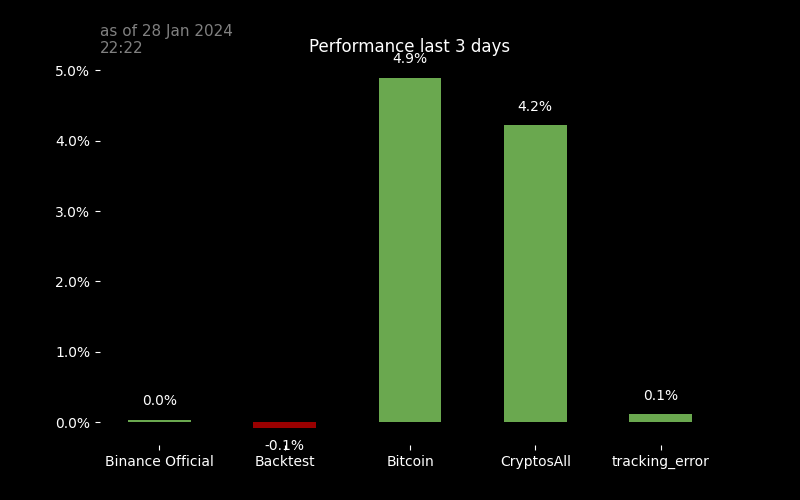 as of 28 Jan 2024
22:22
Performance last 3 days
4.9%
5.0%
4.2%
4.0%
3.0%
2.0%
1.0%
0.0%
0.1%
0.0%
-0.1%
Binance Official
Backtest
Bitcoin
CryptosAll
tracking_error